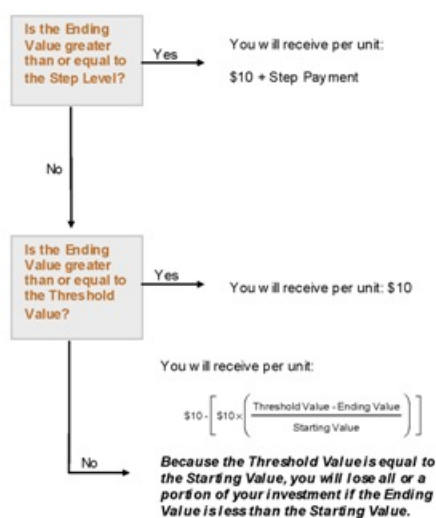 Is the Ending
Value greater
than or equal to
the Step Level?
Yes
You will receive per unit:
$10 + Step Payment
No
Is the Ending
Value greater
than or equal to
the Threshold
Value?
Yes
You will receive per unit: $10
You will receive per unit:
$10 - [ $10 × ( Threshold Value - Ending Value
Starting Value ) ]
No
Because the Threshold Value is equal to
the Starting Value, you will lose all or a
portion of your investment if the Ending
Value is less than the Starting Value.